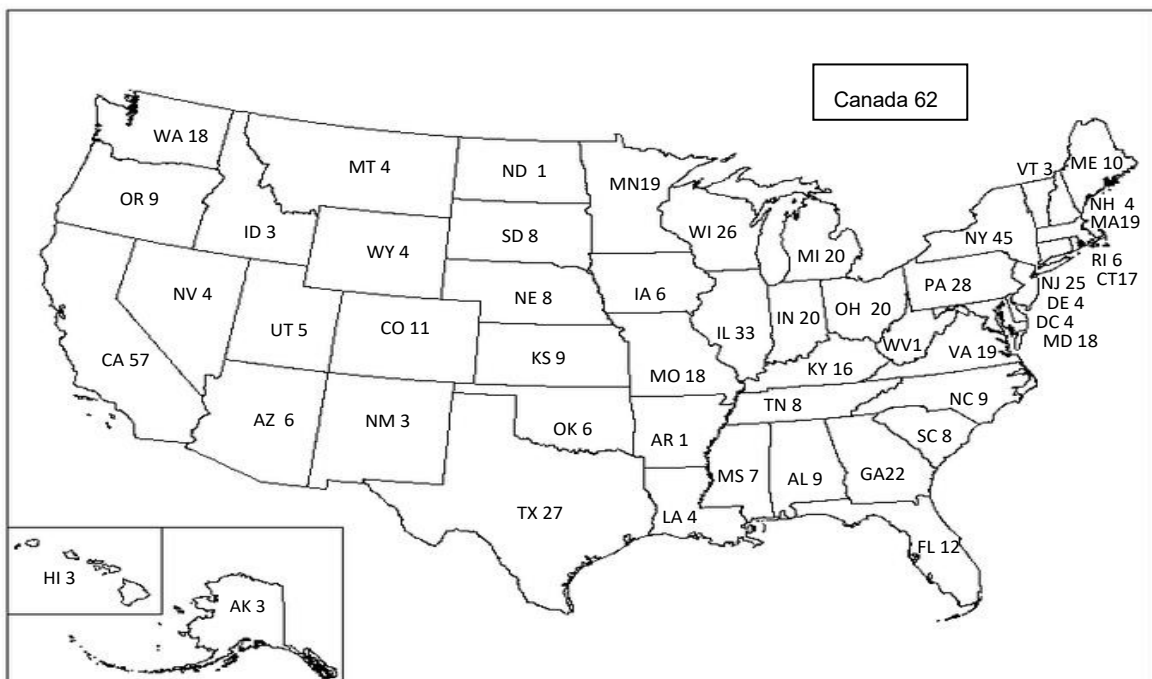 Canada 62
WA 18
MT 4
ND 1
MN19
VT 3
ME 10
OR 9
ID 3
WY 4
SD 8
WI 26
MI 20
NY 45
NH 4
MA19
RI 6
CT17
NV 4
UT 5
CO 11
NE 8
IA 6
IL 33
IN 20
OH 20
PA 28
NJ 25
DE 4
DC 4
MD 18
CA 57
KS 9
MO 18
KY 16
WV1
VA 19
AZ 6
NM 3
OK 6
AR 1
TN 8
NC 9
SC 8
TX 27
LA 4
MS 7
AL 9
GA22
FL 12
HI 3
AK 3